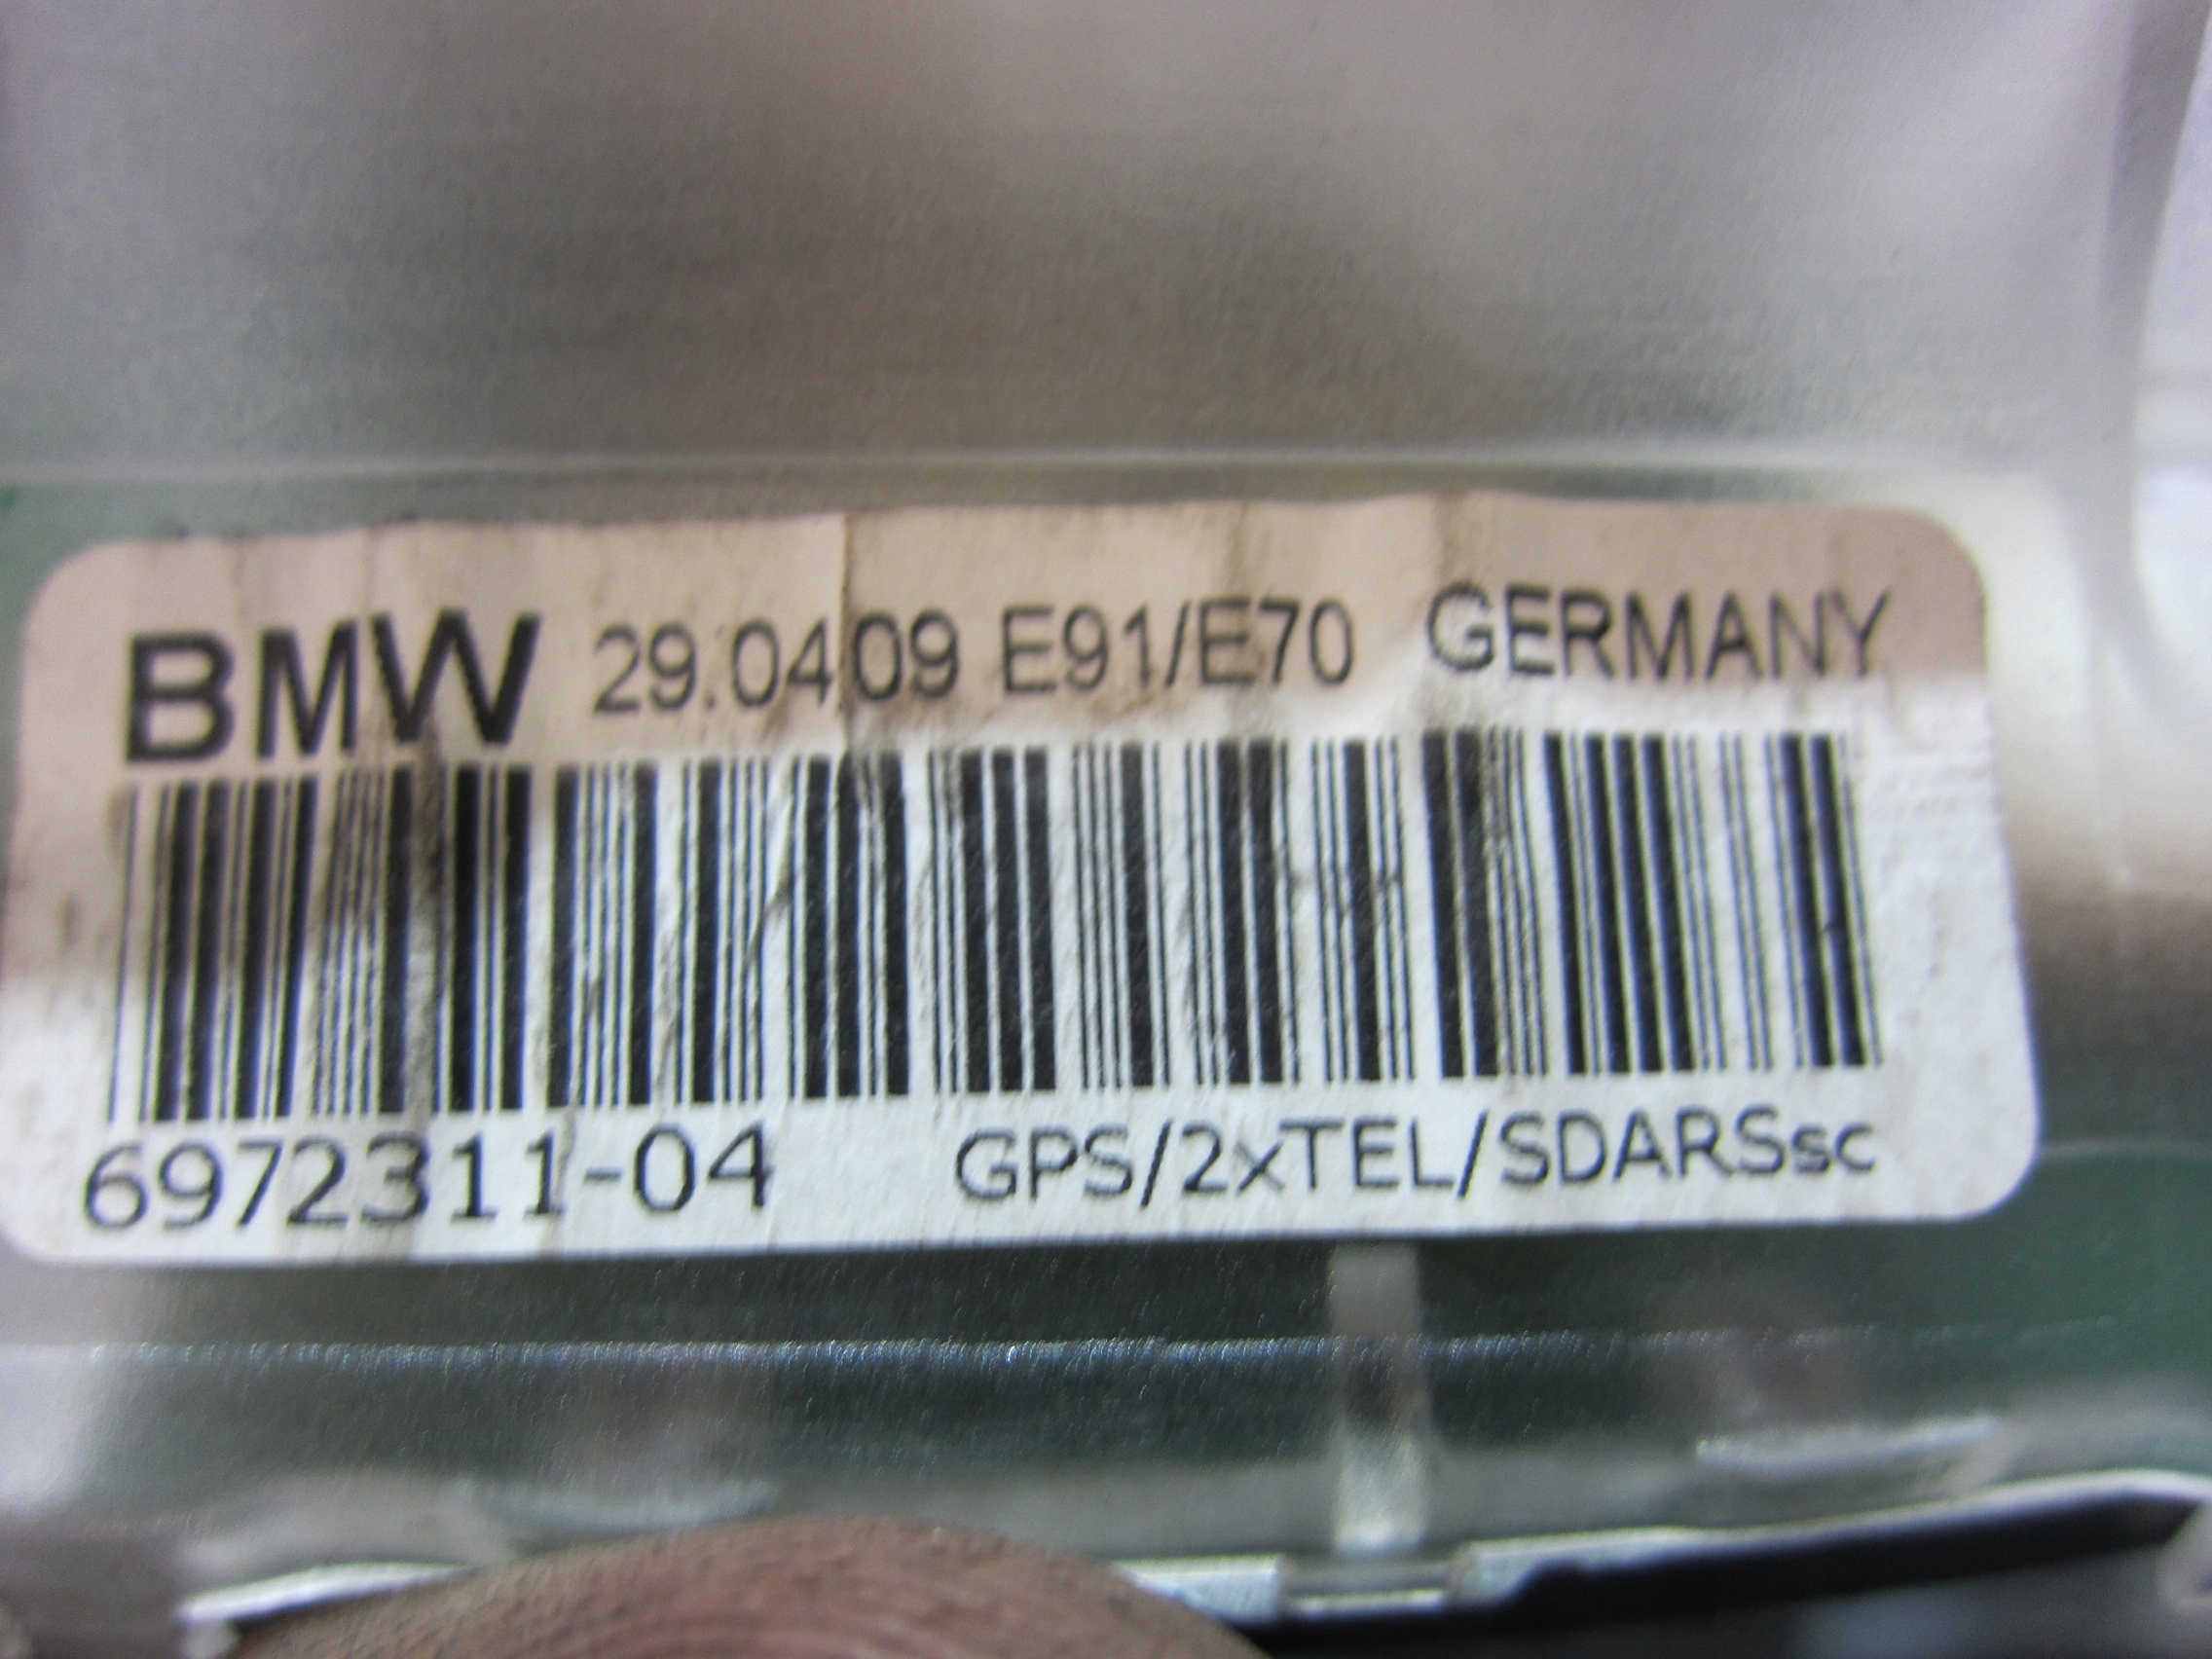 BMW 29.04.09 E91/E70 GERMANY
6972311-04 GPS/2xTEL/SDARSsc